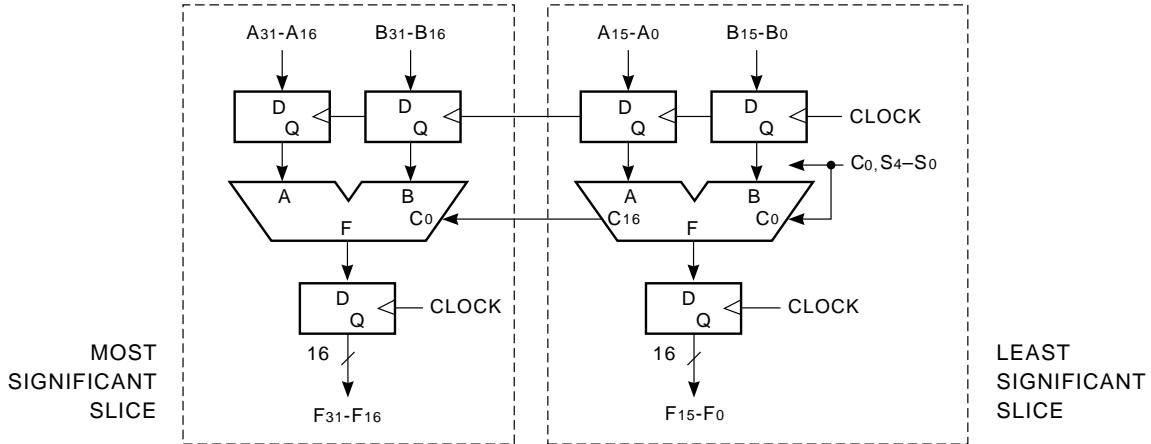 A31-A16 B31-B16 A15-A0 B15-B0
D D D D
Q Q Q Q CLOCK
C0, S4–S0
A B A B
C0 C16 C0
F F
D D
Q CLOCK Q CLOCK
16 16
MOST SIGNIFICANT SLICE
LEAST SIGNIFICANT SLICE
F31-F16 F15-F0